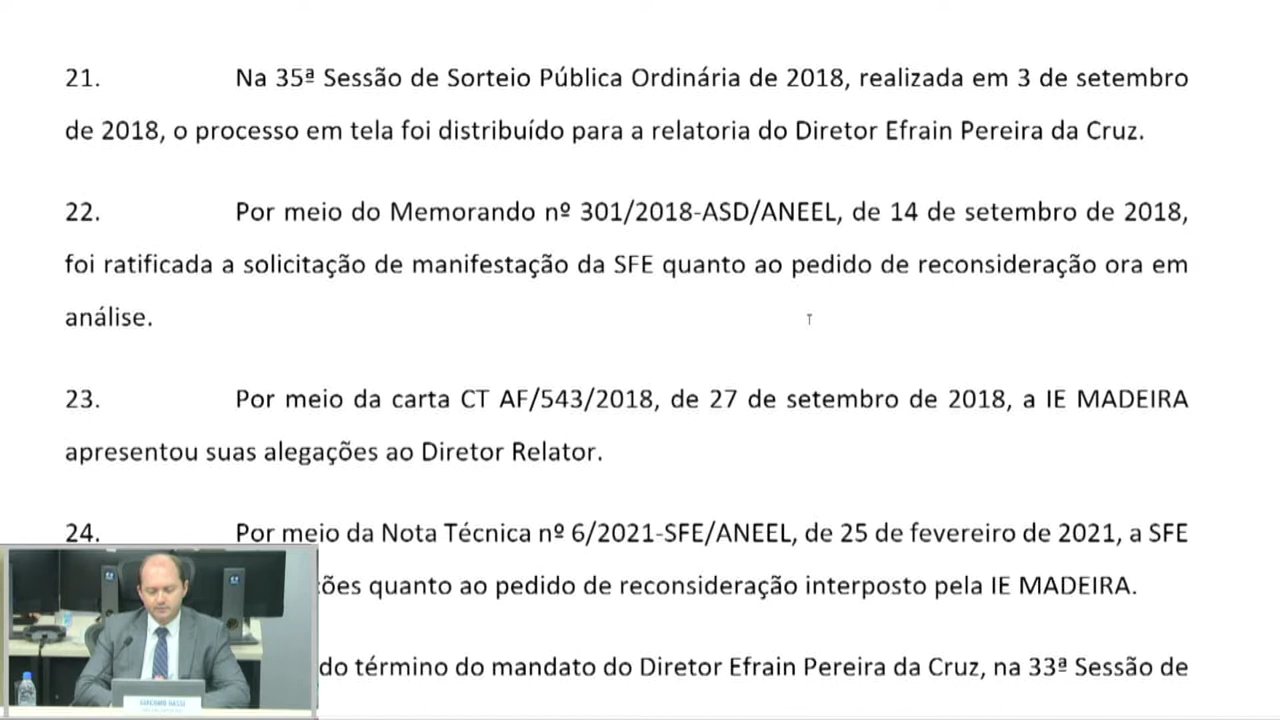 21. Na 35ª Sessão de Sorteio Pública Ordinária de 2018, realizada em 3 de setembro
de 2018, o processo em tela foi distribuído para a relatoria do Diretor Efrain Pereira da Cruz.
22. Por meio do Memorando nº 301/2018-ASD/ANEEL, de 14 de setembro de 2018,
foi ratificada a solicitação de manifestação da SFE quanto ao pedido de reconsideração ora em
análise.
23. Por meio da carta CT AF/543/2018, de 27 de setembro de 2018, a IE MADEIRA
apresentou suas alegações ao Diretor Relator.
24. Por meio da Nota Técnica nº 6/2021-SFE/ANEEL, de 25 de fevereiro de 2021, a SFE
ções quanto ao pedido de reconsideração interposto pela IE MADEIRA.
do término do mandato do Diretor Efrain Pereira da Cruz, na 33ª Sessão de